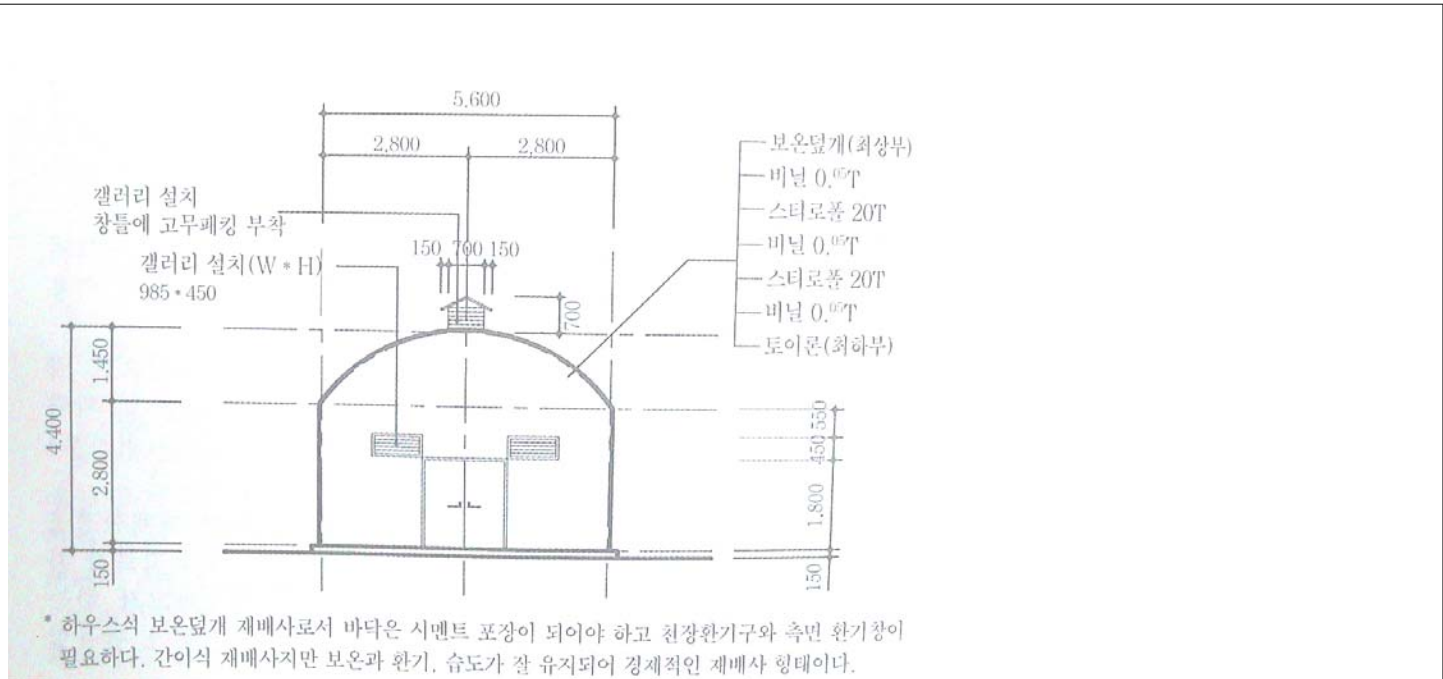 5,600
2,800
2,800
갤러리 설치
창틀에 고무패킹 부착
150 700 150
갤러리 설치(W * H)
985 * 450
700
보온덮개(최상부)
비닐 0.05T
스티로폴 20T
비닐 0.05T
스티로폴 20T
비닐 0.05T
토이론(최하부)
4,400
1,450
2,800
150
550
450
1,800
150
* 하우스식 보온덮개 재배사로서 바닥은 시멘트 포장이 되어야 하고 천장환기구와 측면 환기창이
필요하다. 간이식 재배사지만 보온과 환기, 습도가 잘 유지되어 경제적인 재배사 형태이다.